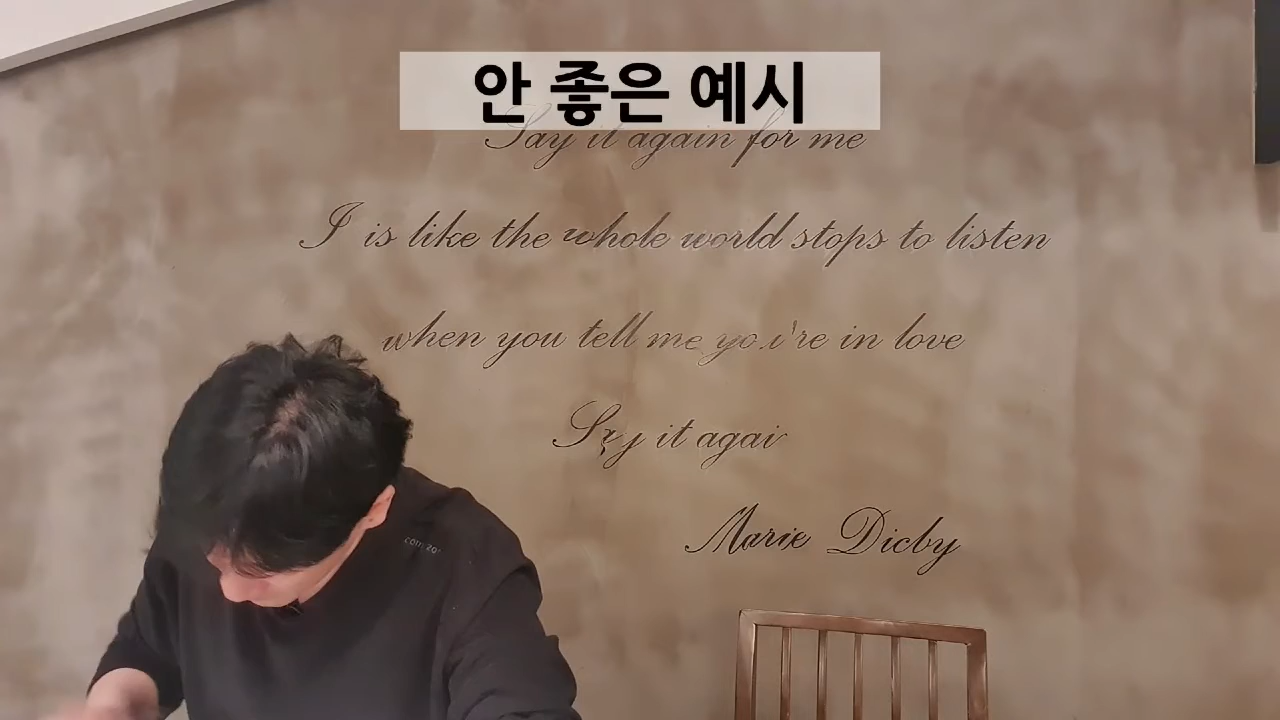 안 좋은 예시
Say it again for me
I is like the whole world stops to listen
when you tell me yo're in love
Say it agai
Marie Dicby